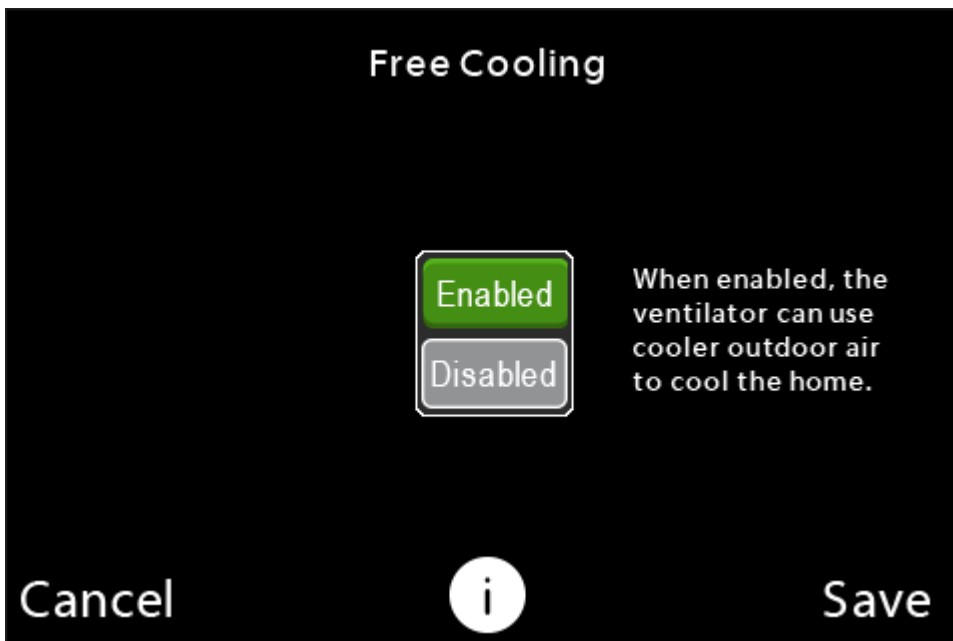 Free Cooling
Enabled
Disabled
When enabled, the
ventilator can use
cooler outdoor air
to cool the home.
Cancel
i
Save